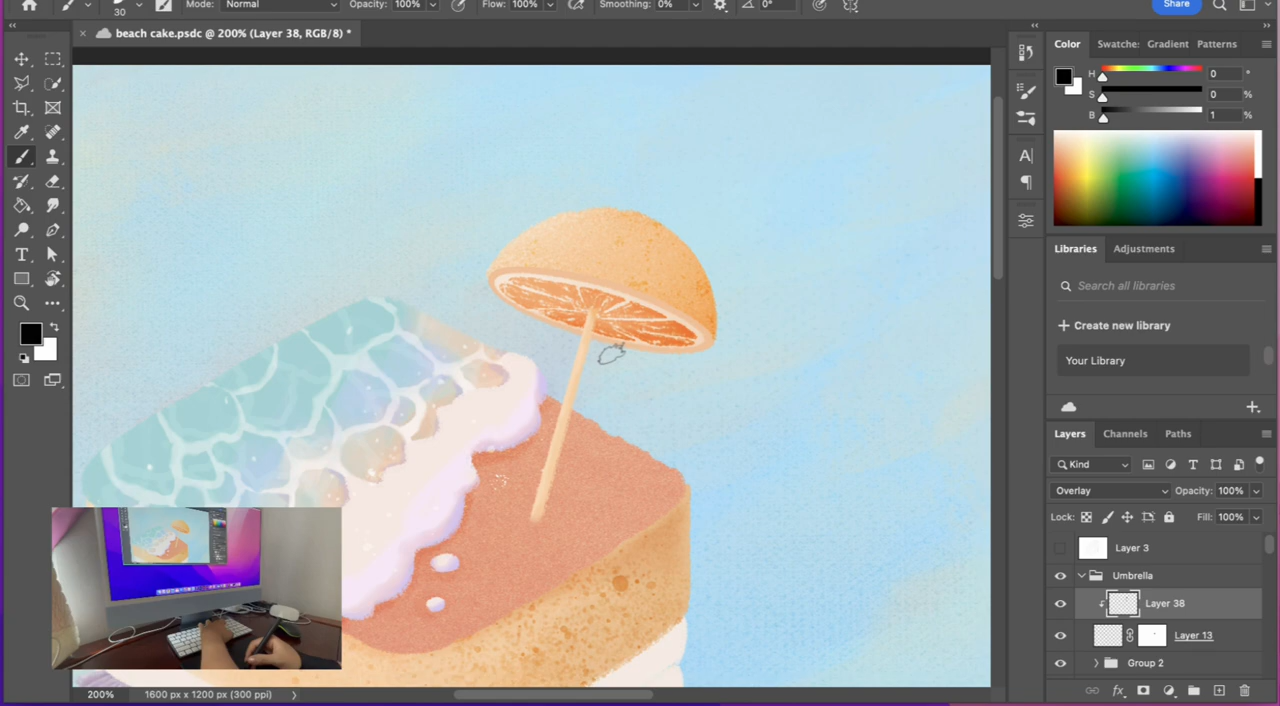 30 Mode: Normal Opacity: 100% Flow: 100% Smoothing: 0% 0° Share
× beach cake.psdc @ 200% (Layer 38, RGB/8) *
Color Swatche: Gradient Patterns
H 0 °
S 0 %
B 1 %
Libraries Adjustments
Search all libraries
+ Create new library
Your Library
Layers Channels Paths
Kind
Overlay Opacity: 100%
Lock: Fill: 100%
Layer 3
Umbrella
Layer 38
Layer 13
Group 2
200% 1600 px x 1200 px (300 ppi)